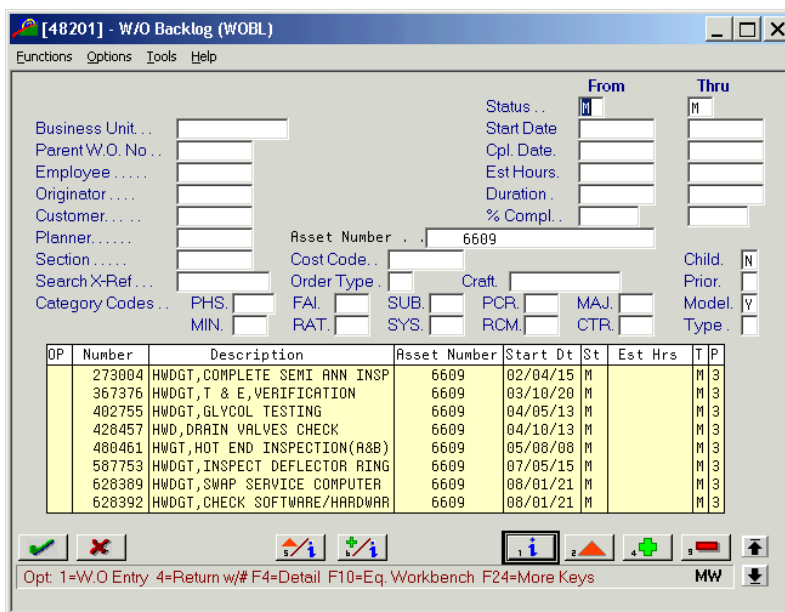 [48201] - W/O Backlog (WOBL)
Functions Options Tools Help
From Thru
Status . . M M
Business Unit. . . Start Date
Parent W.O. No . . Cpl. Date.
Employee . . . . . Est Hours.
Originator . . . . Duration .
Customer. . . . . % Compl. .
Planner. . . . . . Asset Number . . 6609
Section . . . . . Cost Code. . Child. N
Search X-Ref . . . Order Type . Craft. Prior.
Category Codes . . PHS. FAI. SUB. PCR. MAJ. Model. Y
MIN. RAT. SYS. RCM. CTR. Type .
OP Number Description Asset Number Start Dt St Est Hrs T P
273004 HWDGT,COMPLETE SEMI ANN INSP 6609 02/04/15 M M 3
367376 HWDGT,T & E,VERIFICATION 6609 03/10/20 M M 3
402755 HWDGT,GLYCOL TESTING 6609 04/05/13 M M 3
428457 HWD,DRAIN VALVES CHECK 6609 04/10/13 M M 3
480461 HWGT,HOT END INSPECTION(A&B) 6609 05/08/08 M M 3
587753 HWDGT,INSPECT DEFLECTOR RING 6609 07/05/15 M M 3
628389 HWDGT,SWAP SERVICE COMPUTER 6609 08/01/21 M M 3
628392 HWDGT,CHECK SOFTWARE/HARDWAR 6609 08/01/21 M M 3
5 /i 6 /i 1 i 2 4 9
Opt: 1=W.O Entry 4=Return w/# F4=Detail F10=Eq. Workbench F24=More Keys MW